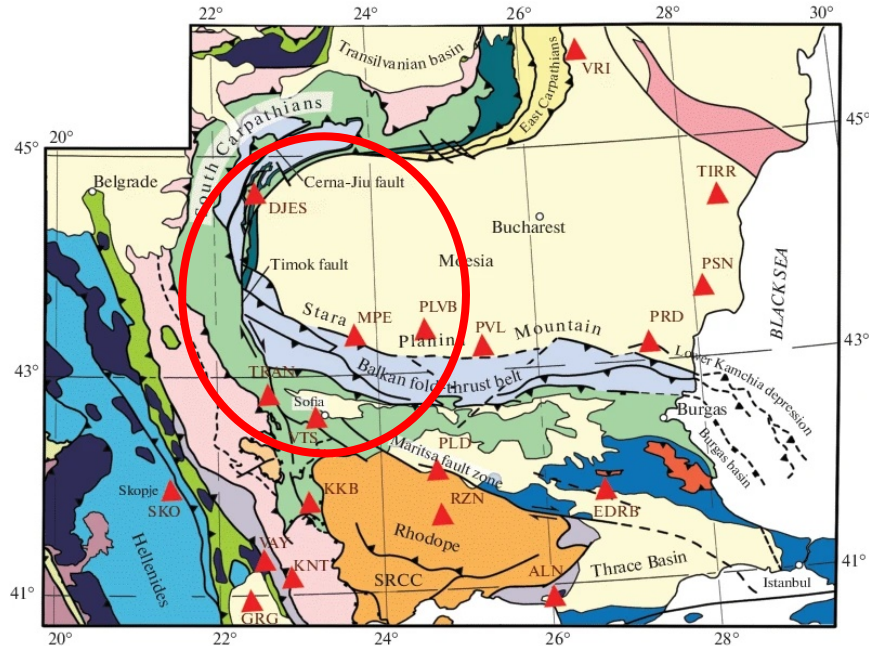 22°
24°
26°
28°
30°
Transilvanian basin
VRI
East Carpathians
South Carpathians
45°
20°
45°
Belgrade
Cerna-Jiu fault
DJES
TIRR
Bucharest
Timok fault
Moesia
PSN
BLACK SEA
Stara
MPE
PLVB
Planina
PVL
Mountain
PRD
43°
43°
Lower Kamchia depression
TRAN
Balkan fold-thrust belt
Sofia
Burgas
VTS
PLD
Maritsa fault zone
Burgas basin
Skopje
SKO
KKB
RZN
EDRB
Rhodope
Hellenides
VAY
KNT
SRCC
ALN
Thrace Basin
41°
41°
Istanbul
GRG
20°
22°
24°
26°
28°